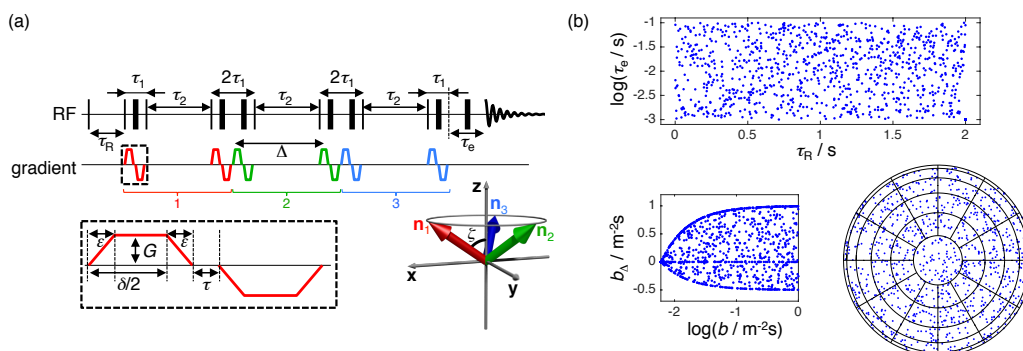 (a)
τ1 2τ1 2τ1 τ1
τ2 τ2 τ2
RF
τR τe
Δ
gradient
1 2 3
ε G ε
δ/2 τ
z
n1 n3 n2
ζ
x y
(b)
log(τe / s)
-1
-1.5
-2
-2.5
-3
0 0.5 1 1.5 2
τR / s
bΔ / m-2s
1
0.5
0
-0.5
-2 -1 0
log(b / m-2s)